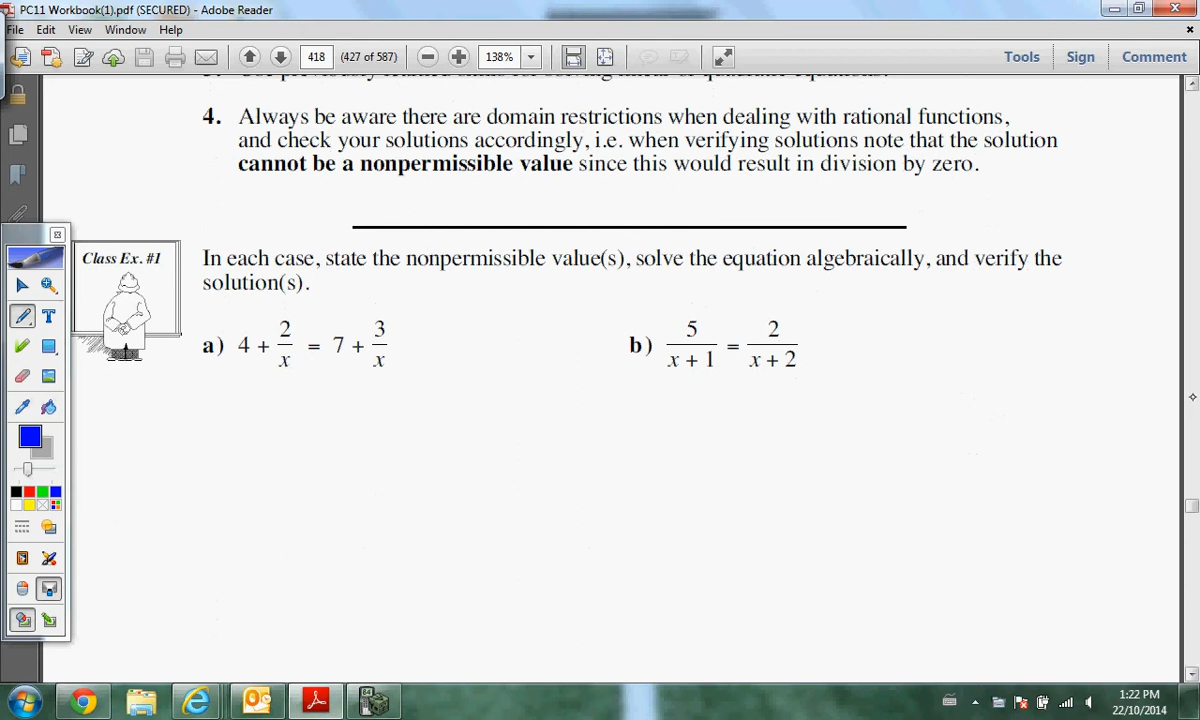 PC11 Workbook(1).pdf (SECURED) - Adobe Reader
File Edit View Window Help
418 (427 of 587) 138% Tools Sign Comment
4. Always be aware there are domain restrictions when dealing with rational functions,
and check your solutions accordingly, i.e. when verifying solutions note that the solution
cannot be a nonpermissible value since this would result in division by zero.
Class Ex. #1
In each case, state the nonpermissible value(s), solve the equation algebraically, and verify the
solution(s).
a) 4 + 2/x = 7 + 3/x
b) 5/(x + 1) = 2/(x + 2)
1:22 PM
22/10/2014